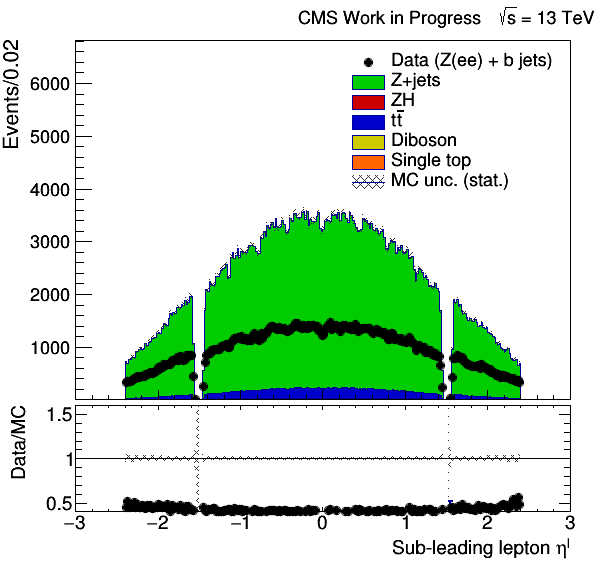 CMS Work in Progress √s = 13 TeV
Events/0.02
6000
5000
4000
3000
2000
1000
Data (Z(ee) + b jets)
Z+jets
ZH
tt̄
Diboson
Single top
MC unc. (stat.)
Data/MC
1.5
1
0.5
−3 −2 −1 0 1 2 3
Sub-leading lepton ηˡ